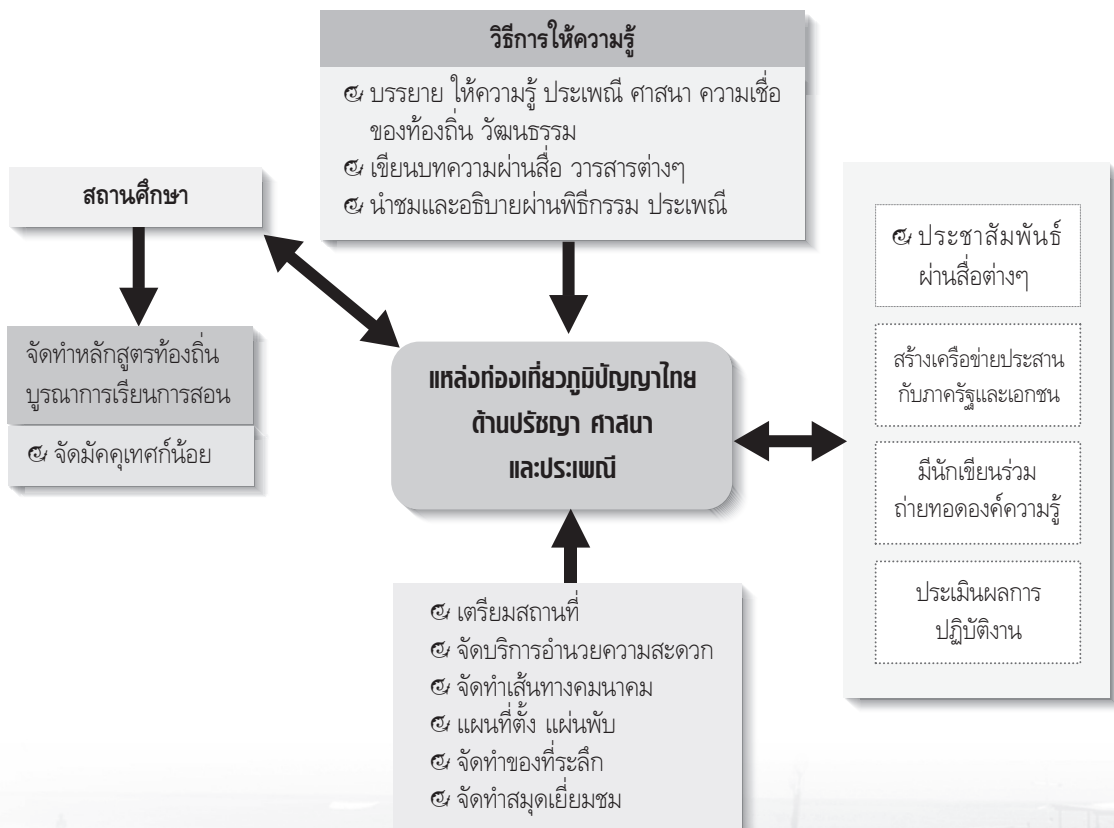 วิธีการให้ความรู้
๛ บรรยาย ให้ความรู้ ประเพณี ศาสนา ความเชื่อ
ของท้องถิ่น วัฒนธรรม
๛ เขียนบทความผ่านสื่อ วารสารต่างๆ
๛ นำชมและอธิบายผ่านพิธีกรรม ประเพณี
สถานศึกษา
จัดทำหลักสูตรท้องถิ่น
บูรณาการเรียนการสอน
๛ จัดมัคคุเทศก์น้อย
แหล่งท่องเที่ยวภูมิปัญญาไทย
ด้านปรัชญา ศาสนา
และประเพณี
๛ ประชาสัมพันธ์
ผ่านสื่อต่างๆ
สร้างเครือข่ายประสาน
กับภาครัฐและเอกชน
มีนักเขียนร่วม
ถ่ายทอดองค์ความรู้
ประเมินผลการ
ปฏิบัติงาน
๛ เตรียมสถานที่
๛ จัดบริการอำนวยความสะดวก
๛ จัดทำเส้นทางคมนาคม
๛ แผนที่ตั้ง แผ่นพับ
๛ จัดทำของที่ระลึก
๛ จัดทำสมุดเยี่ยมชม